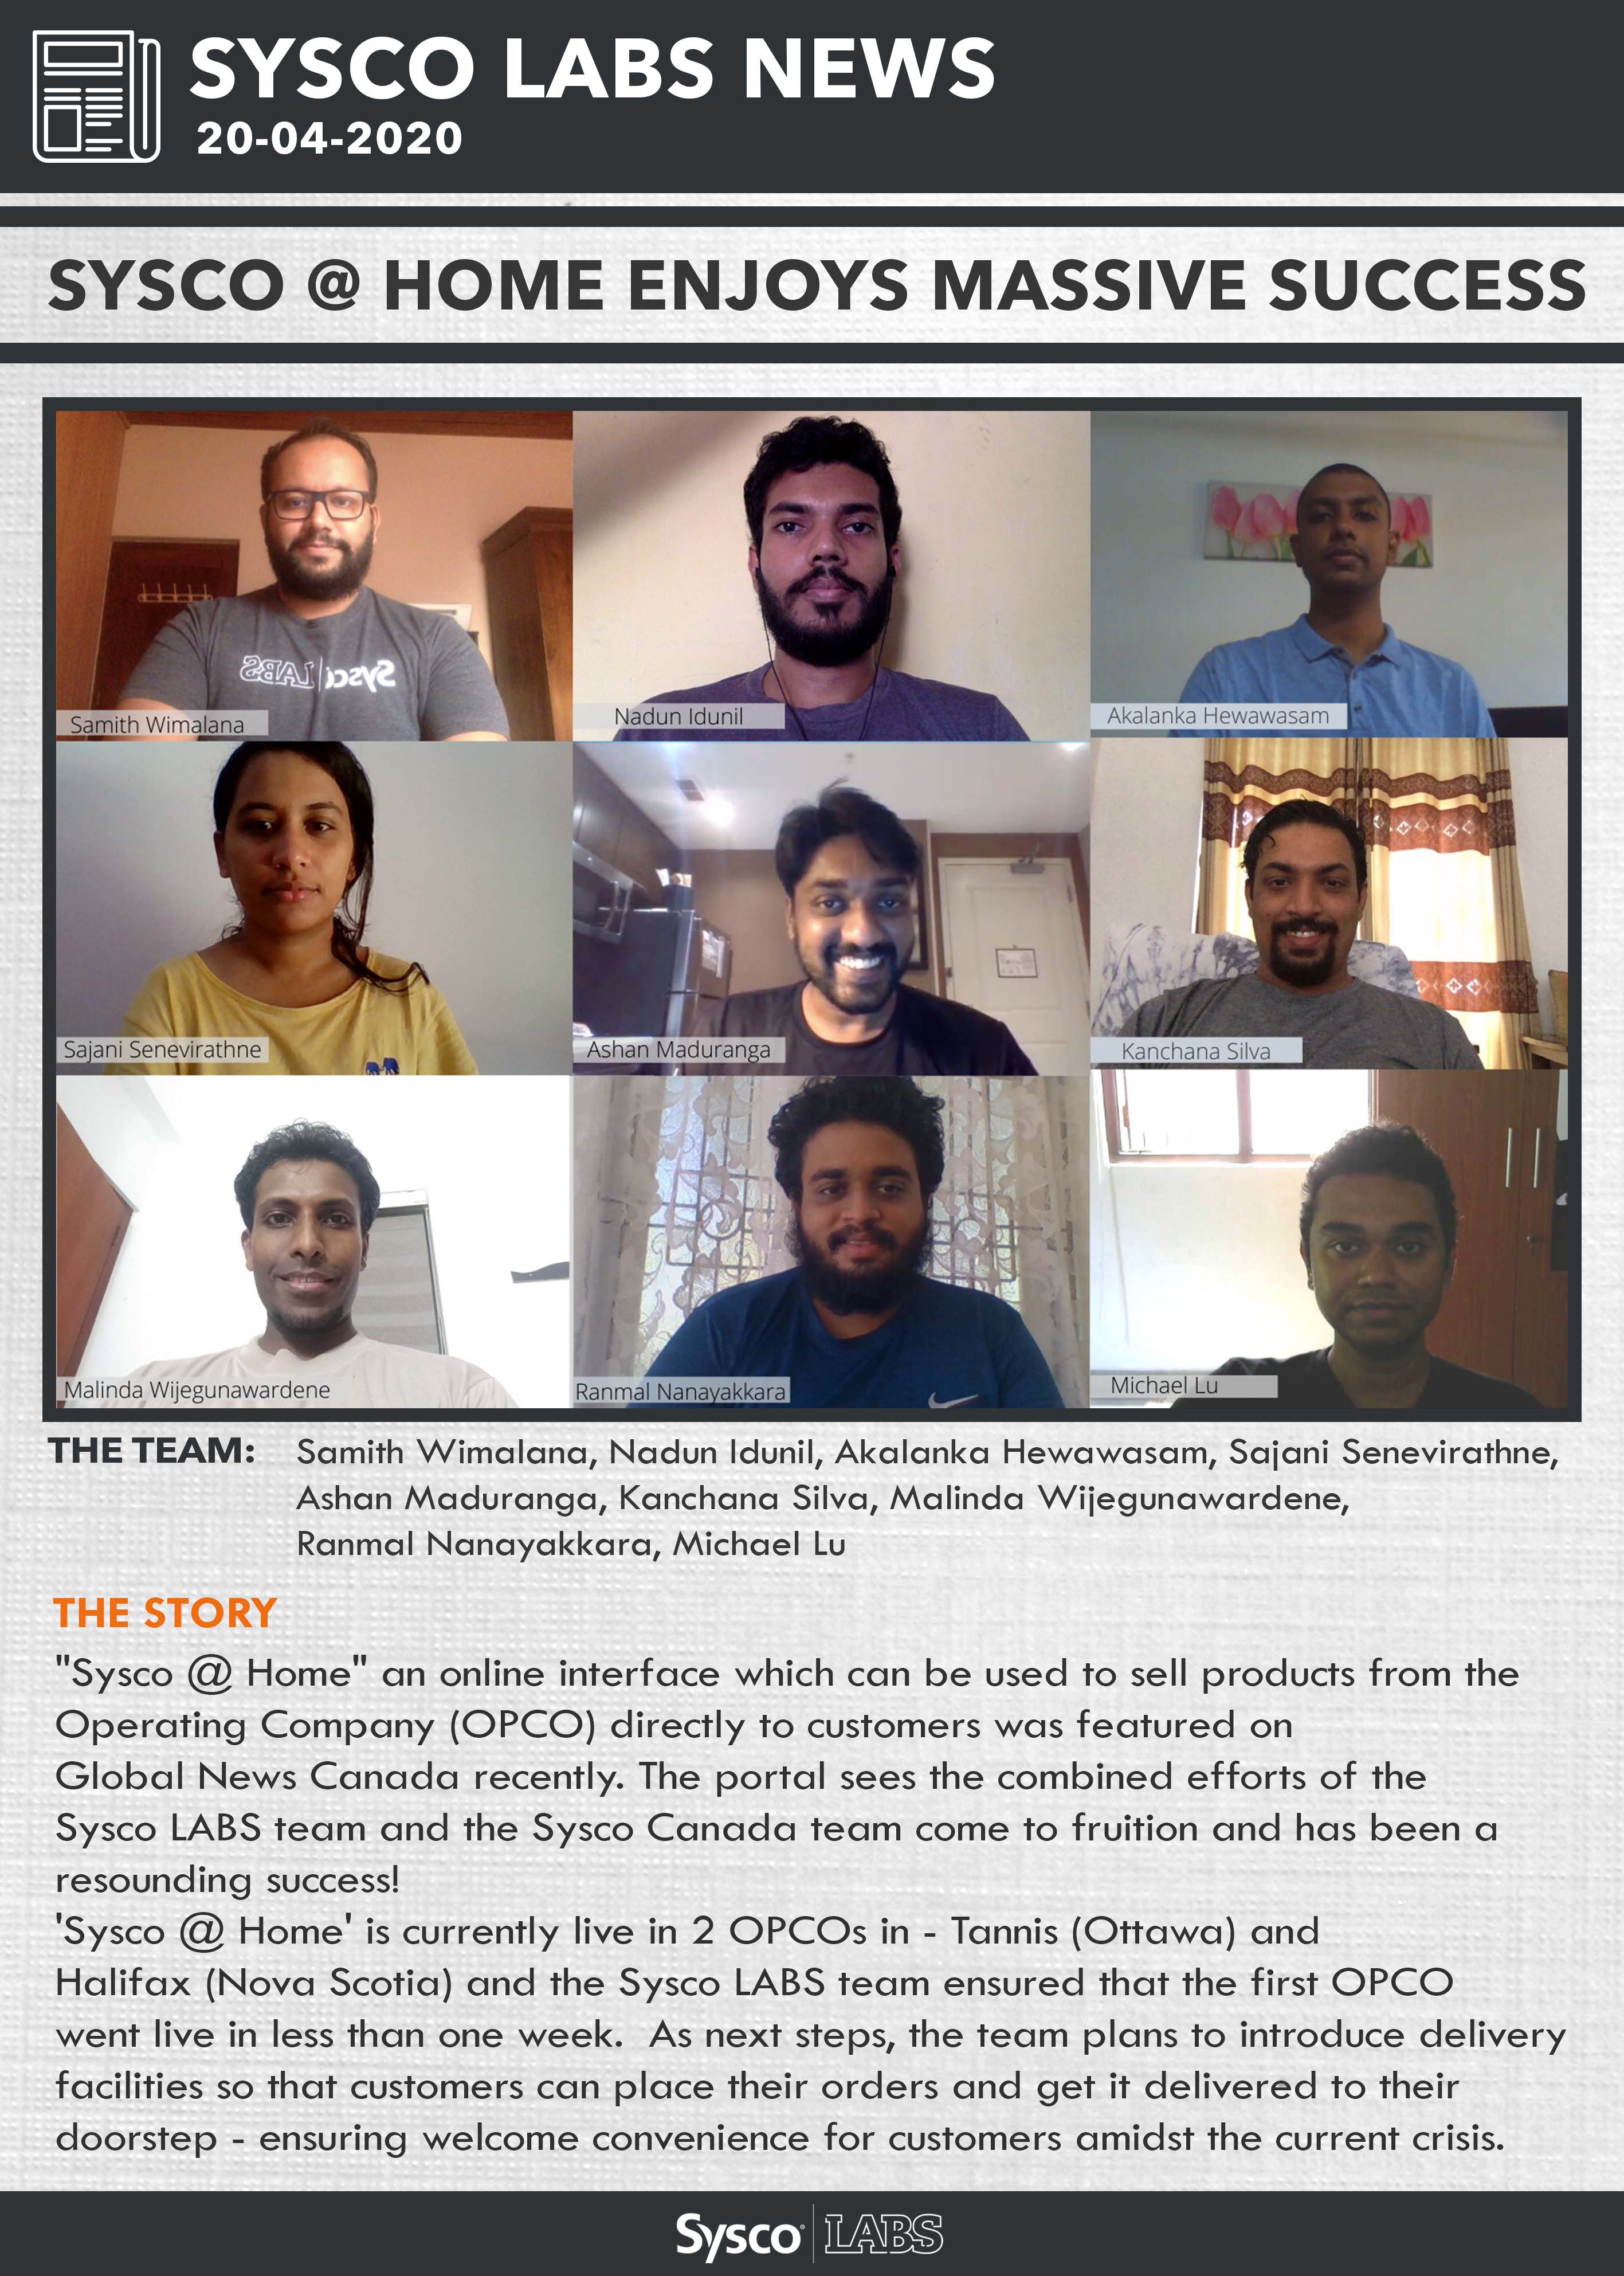 SYSCO LABS NEWS
20-04-2020
SYSCO @ HOME ENJOYS MASSIVE SUCCESS
Sysco LABS
Samith Wimalana
Nadun Idunil
Akalanka Hewawasam
Sajani Senevirathne
Ashan Maduranga
Kanchana Silva
Malinda Wijegunawardene
Ranmal Nanayakkara
Michael Lu
THE TEAM: Samith Wimalana, Nadun Idunil, Akalanka Hewawasam, Sajani Senevirathne,
Ashan Maduranga, Kanchana Silva, Malinda Wijegunawardene,
Ranmal Nanayakkara, Michael Lu
THE STORY
"Sysco @ Home" an online interface which can be used to sell products from the
Operating Company (OPCO) directly to customers was featured on
Global News Canada recently. The portal sees the combined efforts of the
Sysco LABS team and the Sysco Canada team come to fruition and has been a
resounding success!
'Sysco @ Home' is currently live in 2 OPCOs in - Tannis (Ottawa) and
Halifax (Nova Scotia) and the Sysco LABS team ensured that the first OPCO
went live in less than one week.  As next steps, the team plans to introduce delivery
facilities so that customers can place their orders and get it delivered to their
doorstep - ensuring welcome convenience for customers amidst the current crisis.
Sysco® LABS